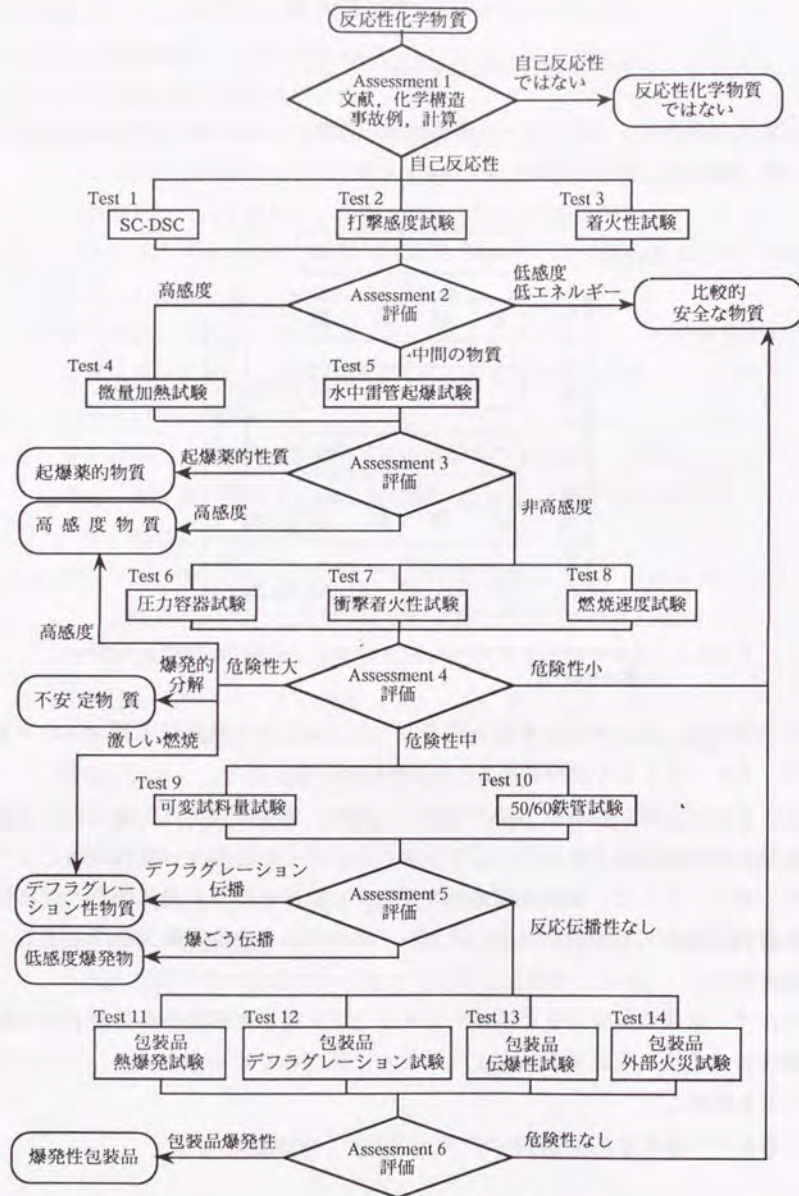 反応性化学物質
Assessment 1
文献，化学構造
事故例，計算
自己反応性
ではない
反応性化学物質
ではない
自己反応性
Test 1
SC-DSC
Test 2
打撃感度試験
Test 3
着火性試験
高感度
Assessment 2
評価
低感度
低エネルギー
比較的
安全な物質
中間の物質
Test 4
微量加熱試験
Test 5
水中雷管起爆試験
起爆薬的物質
起爆薬的性質
Assessment 3
評価
高 感 度 物 質
高感度
非高感度
Test 6
圧力容器試験
Test 7
衝撃着火性試験
Test 8
燃焼速度試験
高感度
爆発的
分解
危険性大
Assessment 4
評価
危険性小
不安 定物 質
激しい燃焼
危険性中
Test 9
可変試料量試験
Test 10
50/60鉄管試験
デフラグレー
ション性物質
デフラグレーション
伝播
Assessment 5
評価
反応伝播性なし
低感度爆発物
爆ごう伝播
Test 11
包装品
熱爆発試験
Test 12
包装品
デフラグレーション試験
Test 13
包装品
伝爆性試験
Test 14
包装品
外部火災試験
爆発性包装品
包装品爆発性
Assessment 6
評価
危険性なし